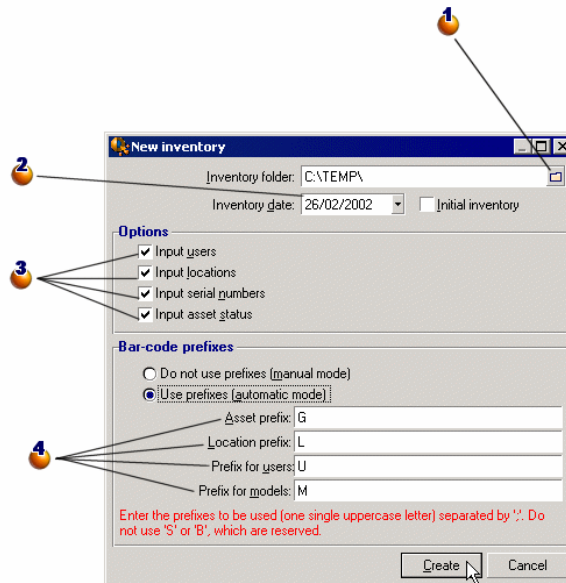 1
New inventory
2
Inventory folder: C:\TEMP\
Inventory date: 26/02/2002 Initial inventory
Options
Input users
3
Input locations
Input serial numbers
Input asset status
Bar-code prefixes
Do not use prefixes (manual mode)
Use prefixes (automatic mode)
Asset prefix: G
Location prefix: L
4
Prefix for users: U
Prefix for models: M
Enter the prefixes to be used (one single uppercase letter) separated by ','. Do
not use 'S' or 'B', which are reserved.
Create Cancel